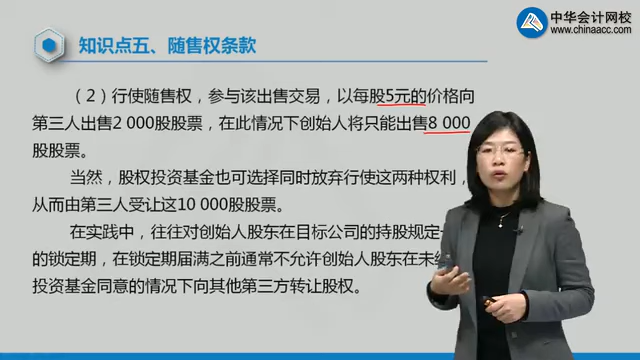 中华会计网校
www.chinaacc.com
知识点五、随售权条款
（2）行使随售权，参与该出售交易，以每股5元的价格向
第三人出售2 000股股票，在此情况下创始人将只能出售8 000
股股票。
当然，股权投资基金也可选择同时放弃行使这两种权利，
从而由第三人受让这10 000股股票。
在实践中，往往对创始人股东在目标公司的持股规定
的锁定期，在锁定期届满之前通常不允许创始人股东在未
投资基金同意的情况下向其他第三方转让股权。